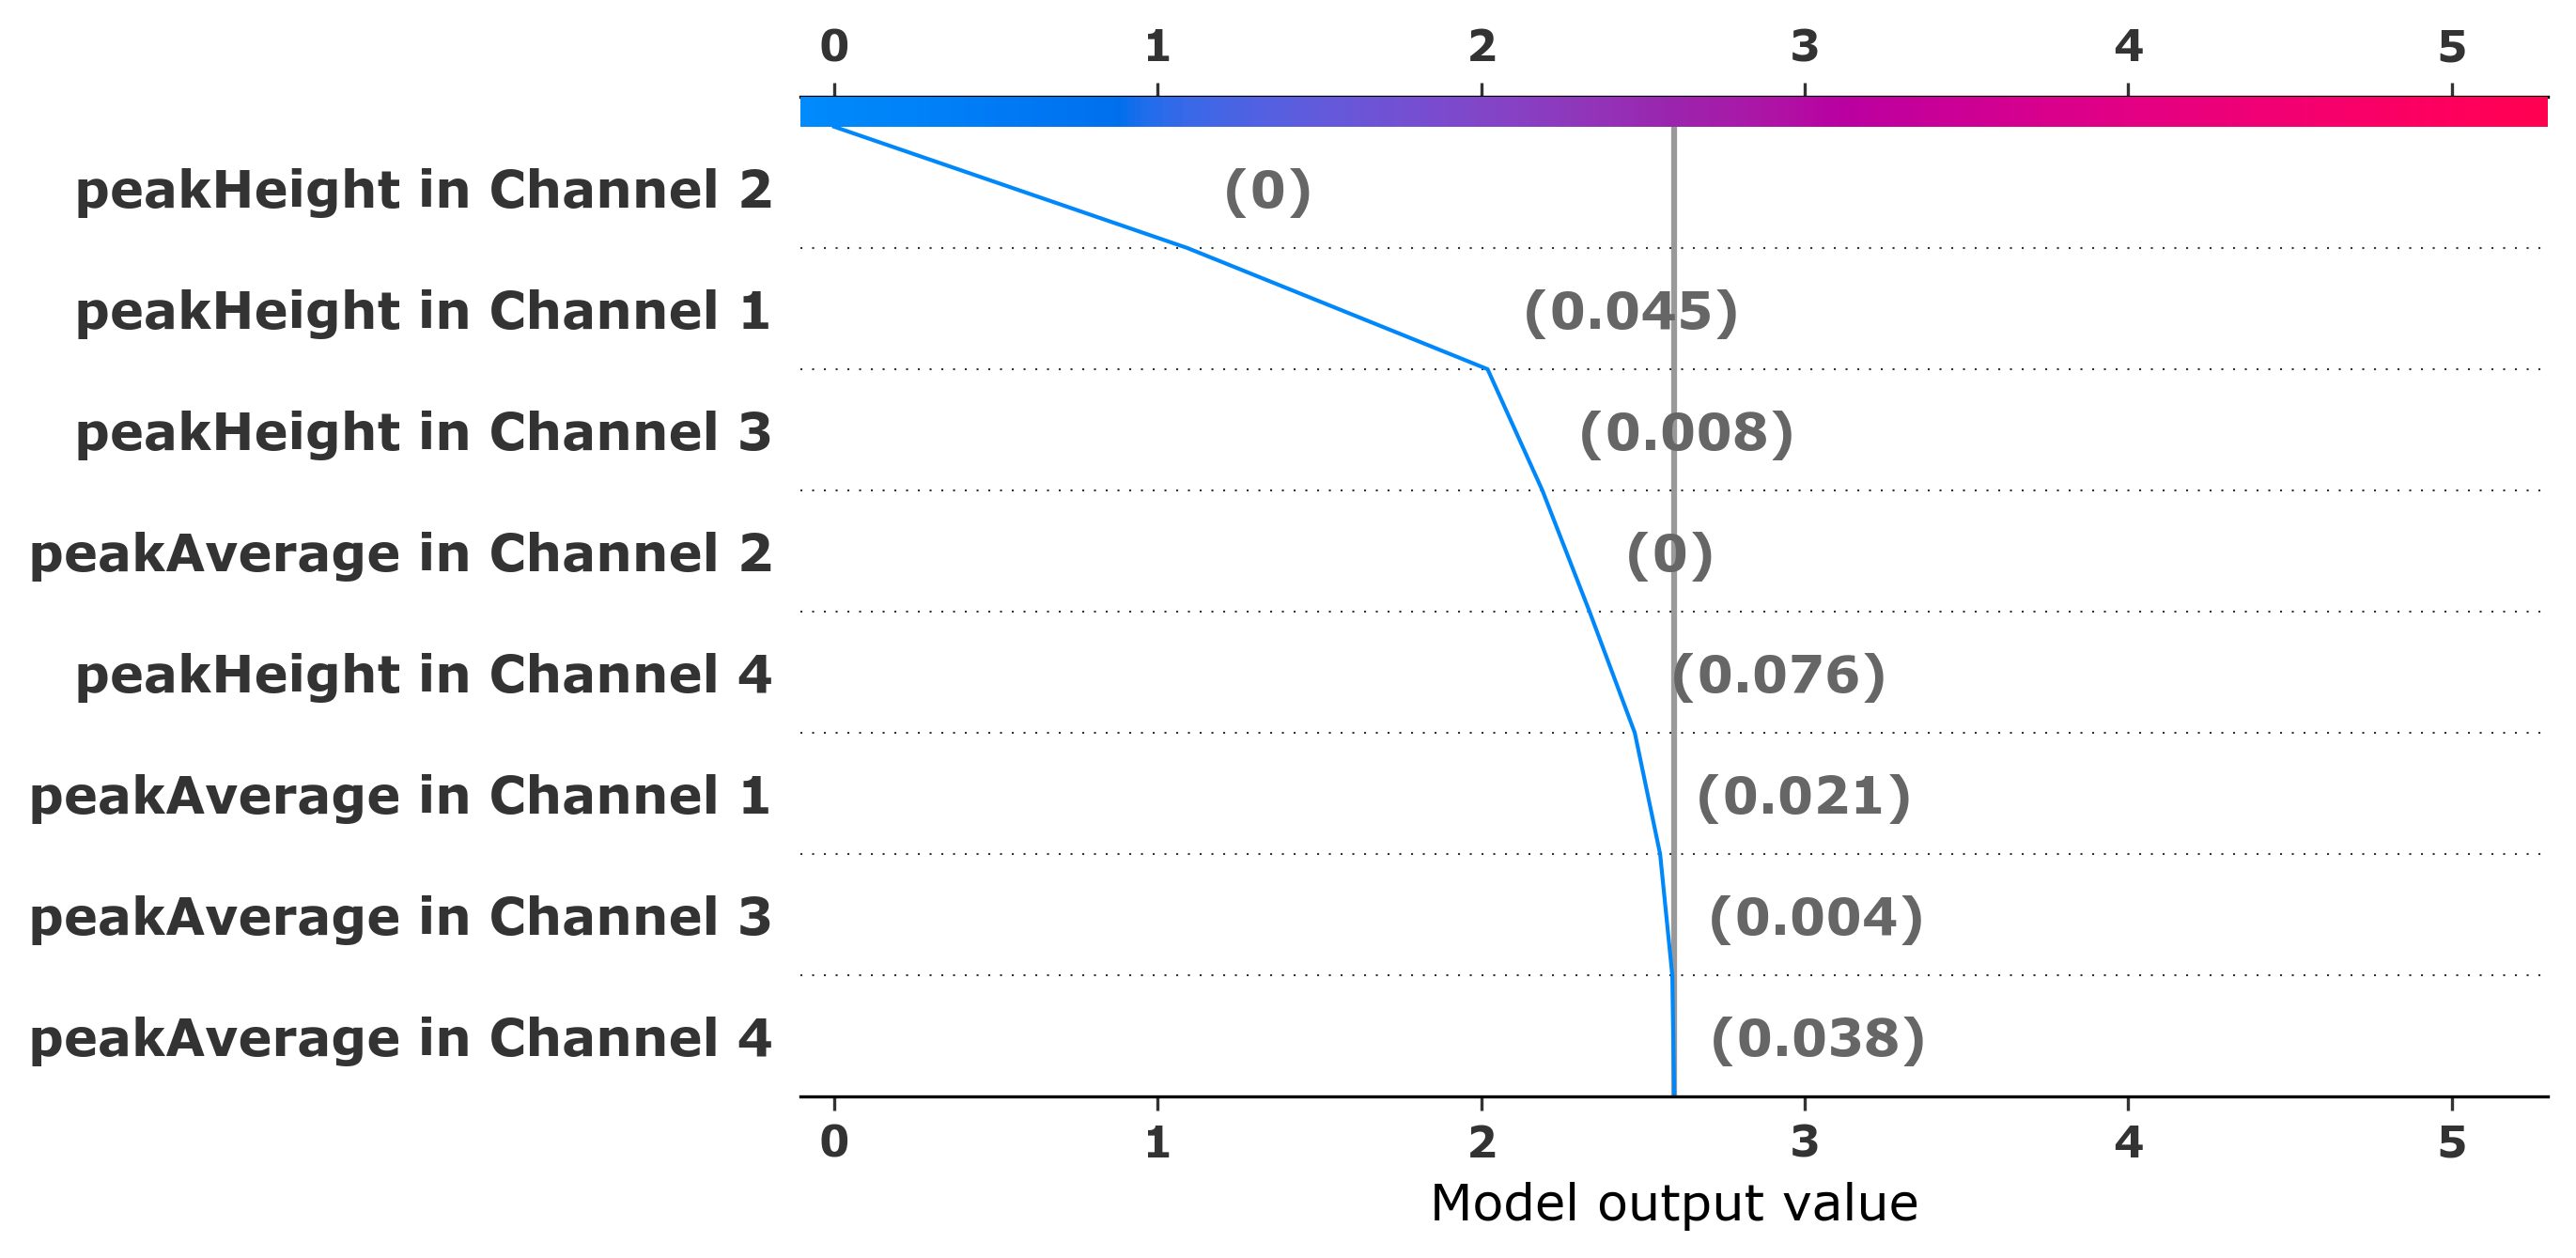 0 1 2 3 4 5
peakHeight in Channel 2 (0)
peakHeight in Channel 1 (0.045)
peakHeight in Channel 3 (0.008)
peakAverage in Channel 2 (0)
peakHeight in Channel 4 (0.076)
peakAverage in Channel 1 (0.021)
peakAverage in Channel 3 (0.004)
peakAverage in Channel 4 (0.038)
0 1 2 3 4 5
Model output value